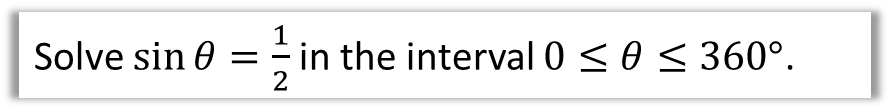 Solve sin θ = 1/2 in the interval 0 ≤ θ ≤ 360°.